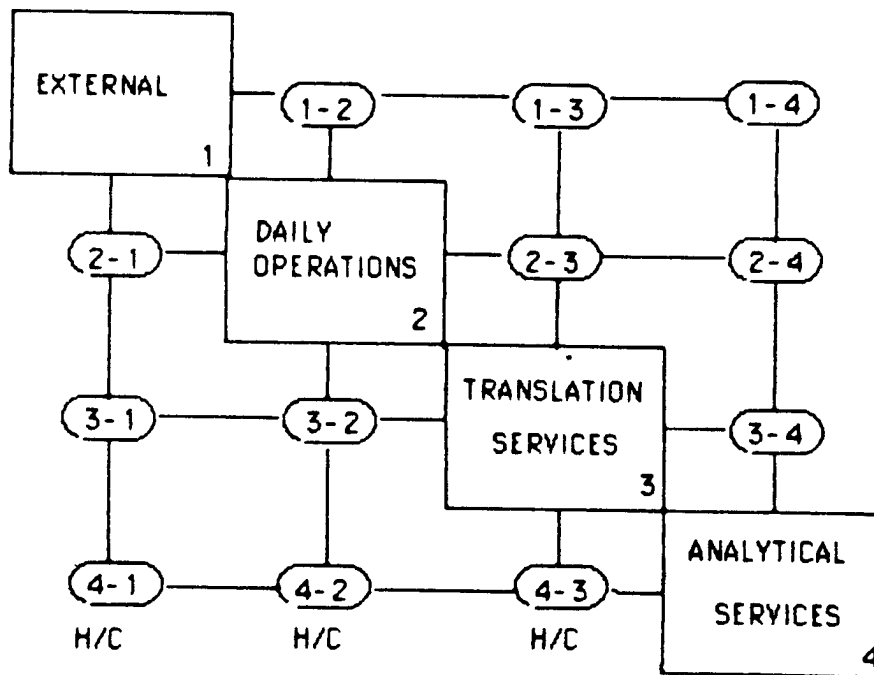 EXTERNAL
1
1-2
1-3
1-4
2-1
DAILY
OPERATIONS
2
2-3
2-4
3-1
3-2
TRANSLATION
SERVICES
3
3-4
4-1
4-2
4-3
ANALYTICAL
SERVICES
4
H/C
H/C
H/C